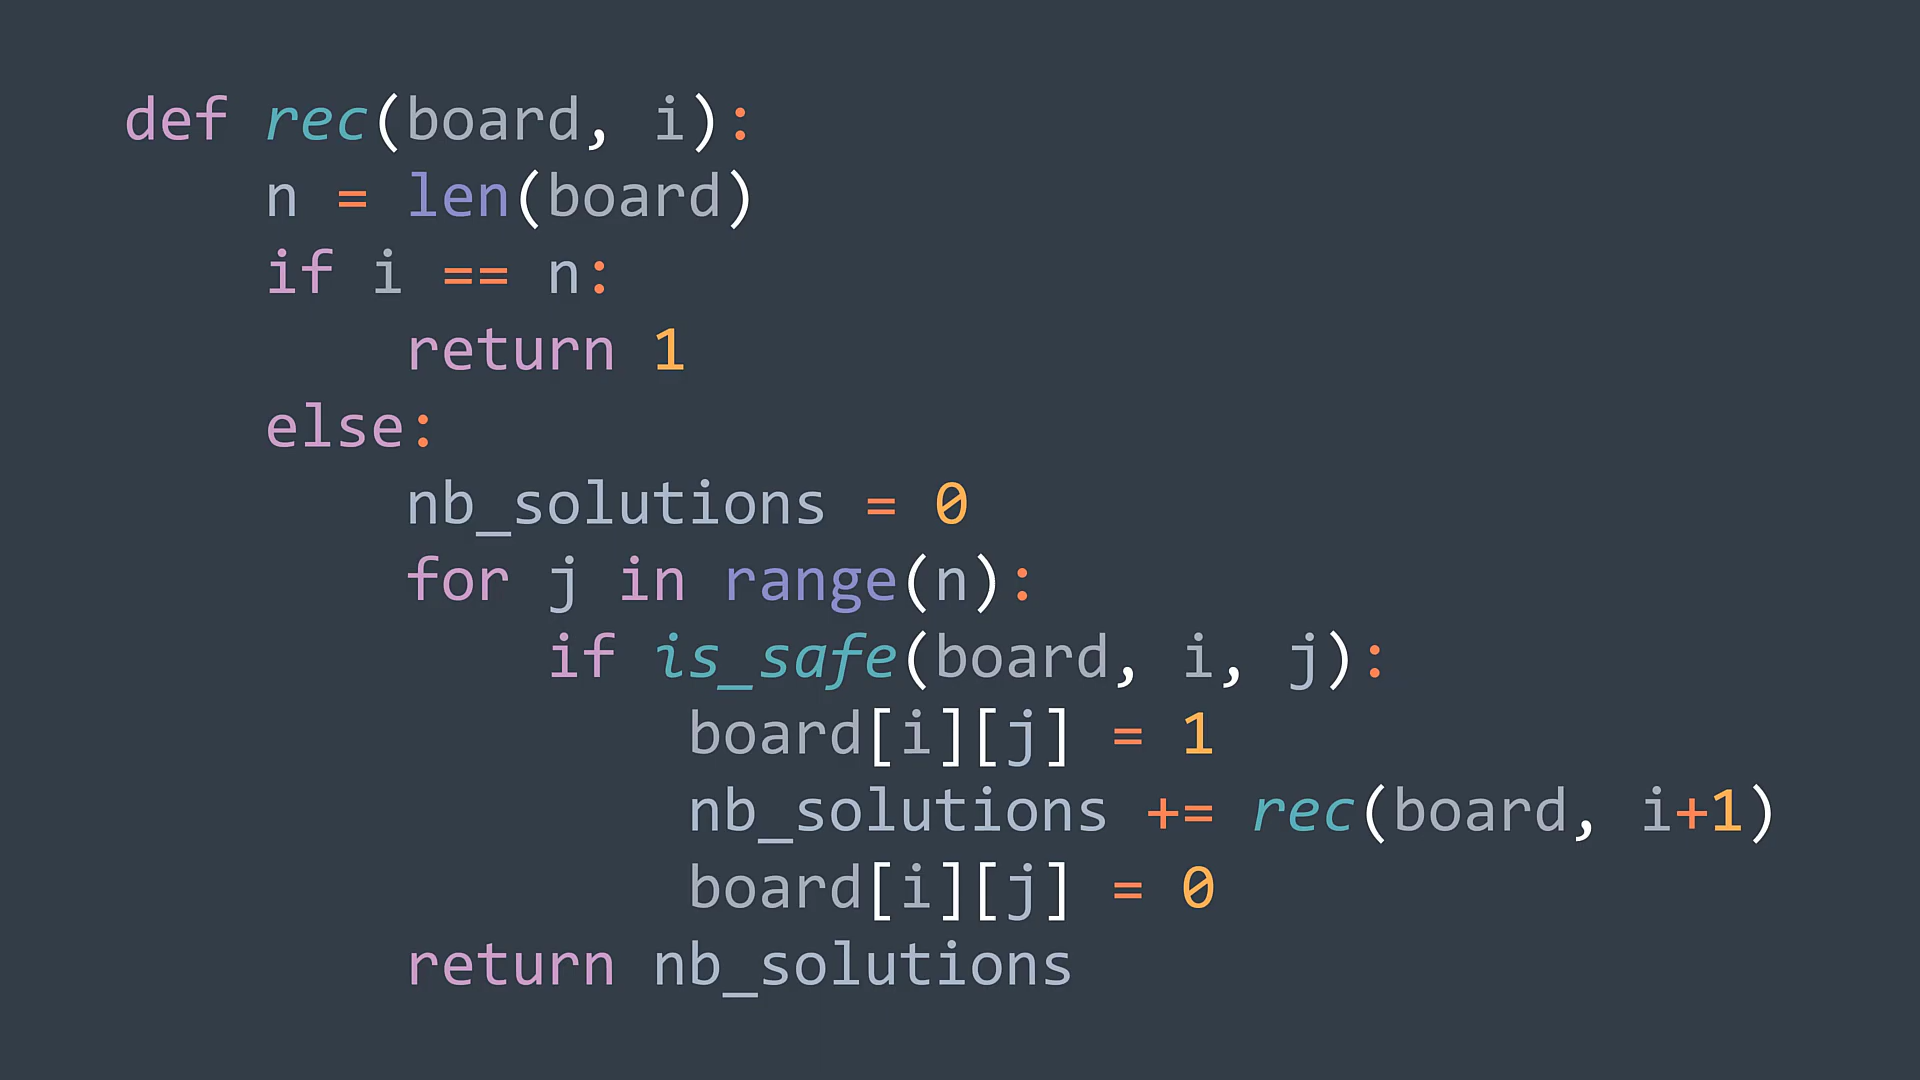 def rec(board, i):
    n = len(board)
    if i == n:
        return 1
    else:
        nb_solutions = 0
        for j in range(n):
            if is_safe(board, i, j):
                board[i][j] = 1
                nb_solutions += rec(board, i+1)
                board[i][j] = 0
        return nb_solutions